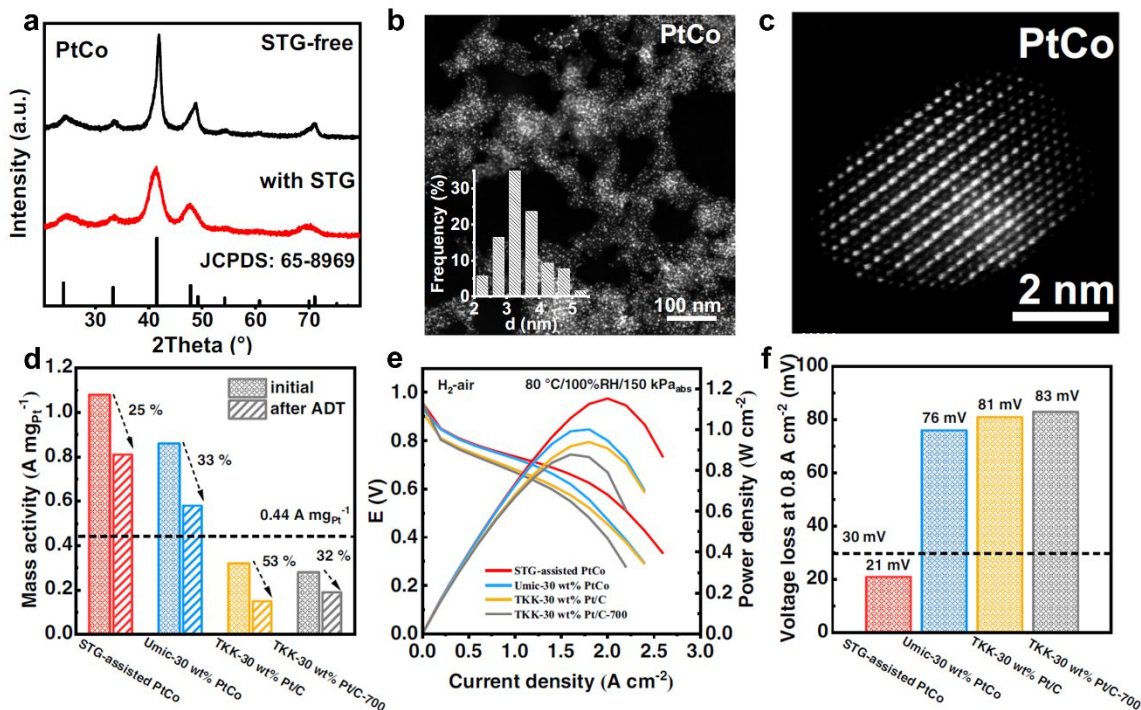 a
PtCo
STG-free
with STG
JCPDS: 65-8969
Intensity (a.u.)
30 40 50 60 70
2Theta (°)
b
PtCo
Frequency (%)
30
20
10
0
2 3 4 5
d (nm)
100 nm
c
PtCo
2 nm
d
Mass activity (A mgPt-1)
1.2
1.0
0.8
0.6
0.4
0.2
0.0
initial
after ADT
25 %
33 %
0.44 A mgPt-1
53 %
32 %
STG-assisted PtCo
Umic-30 wt% PtCo
TKK-30 wt% Pt/C
TKK-30 wt% Pt/C-700
e
H2-air
80 °C/100%RH/150 kPaabs
E (V)
1.0
0.8
0.6
0.4
0.2
0.0
STG-assisted PtCo
Umic-30 wt% PtCo
TKK-30 wt% Pt/C
TKK-30 wt% Pt/C-700
0.0 0.5 1.0 1.5 2.0 2.5
Current density (A cm-2)
1.2
1.0
0.8
0.6
0.4
0.2
0.0
Power density (W cm-2)
f
Voltage loss at 0.8 A cm-2 (mV)
100
80
60
40
20
0
76 mV
81 mV
83 mV
30 mV
21 mV
STG-assisted PtCo
Umic-30 wt% PtCo
TKK-30 wt% Pt/C
TKK-30 wt% Pt/C-700